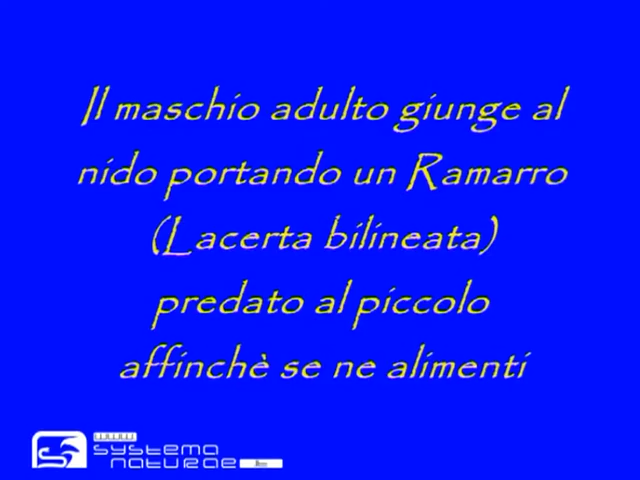 Il maschio adulto giunge al
nido portando un Ramarro
(Lacerta bilineata)
predato al piccolo
affinchè se ne alimenti
www
systema
naturae